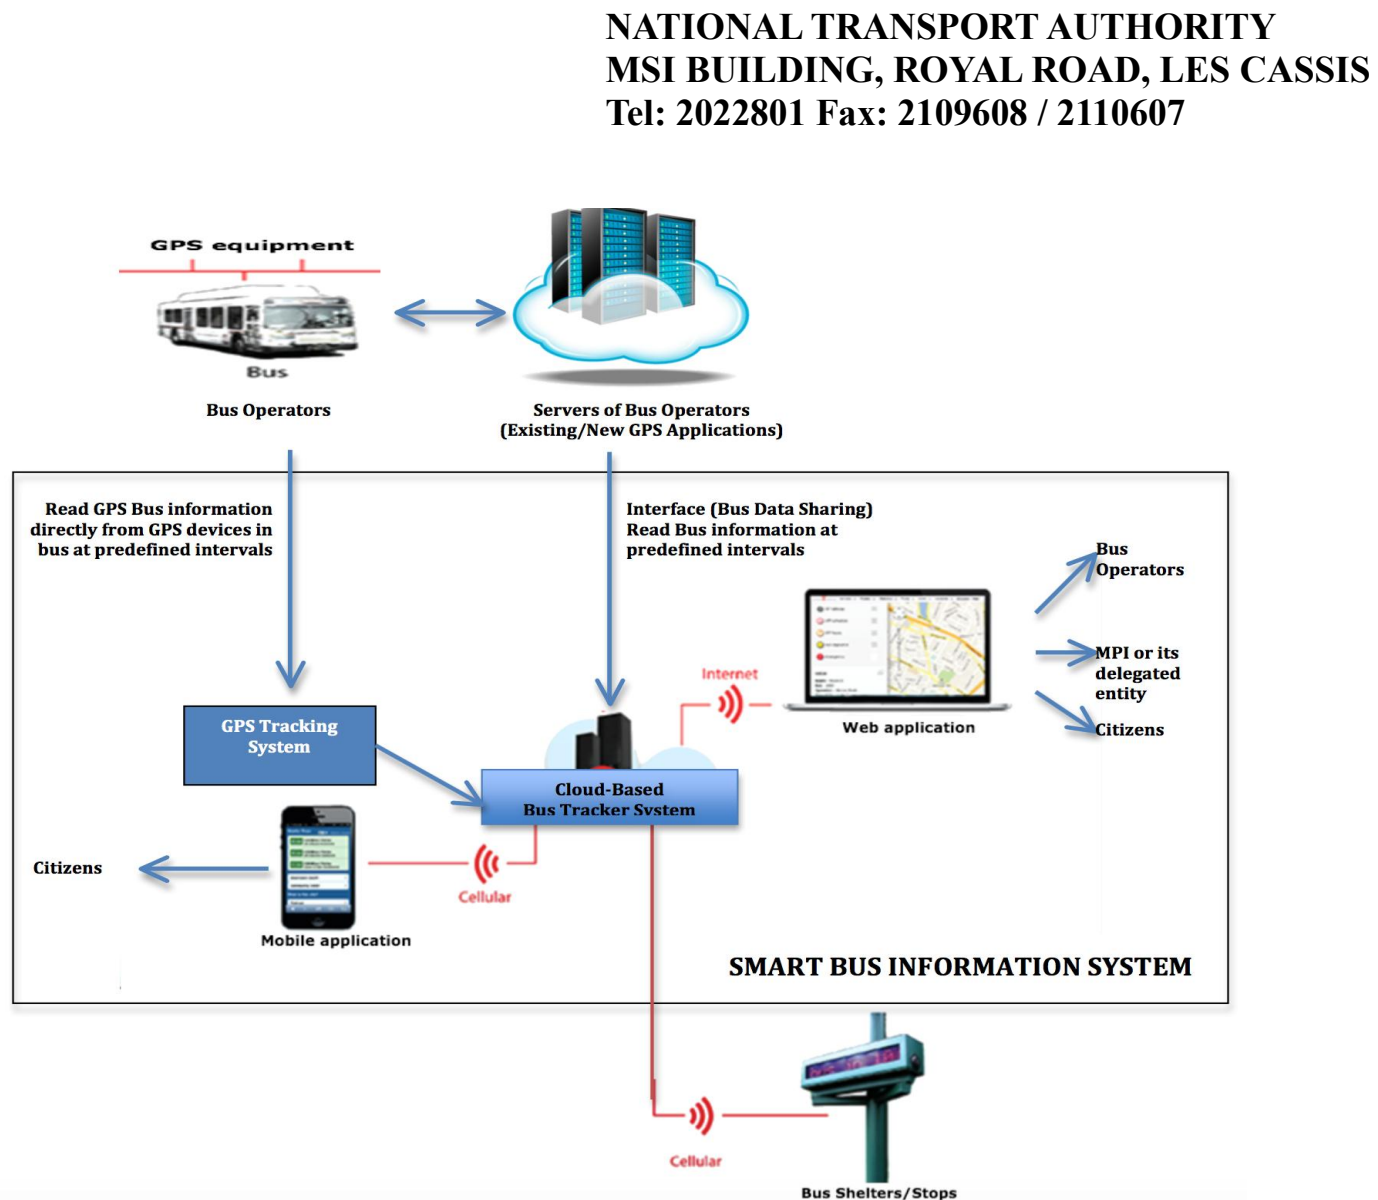 NATIONAL TRANSPORT AUTHORITY
MSI BUILDING, ROYAL ROAD, LES CASSIS
Tel: 2022801 Fax: 2109608 / 2110607
GPS equipment
Bus
Bus Operators
Servers of Bus Operators
(Existing/New GPS Applications)
Read GPS Bus information
directly from GPS devices in
bus at predefined intervals
Interface (Bus Data Sharing)
Read Bus information at
predefined intervals
Bus
Operators
MPI or its
delegated
entity
Citizens
Internet
Web application
GPS Tracking
System
Cloud-Based
Bus Tracker System
Citizens
Cellular
Mobile application
SMART BUS INFORMATION SYSTEM
Cellular
Bus Shelters/Stops